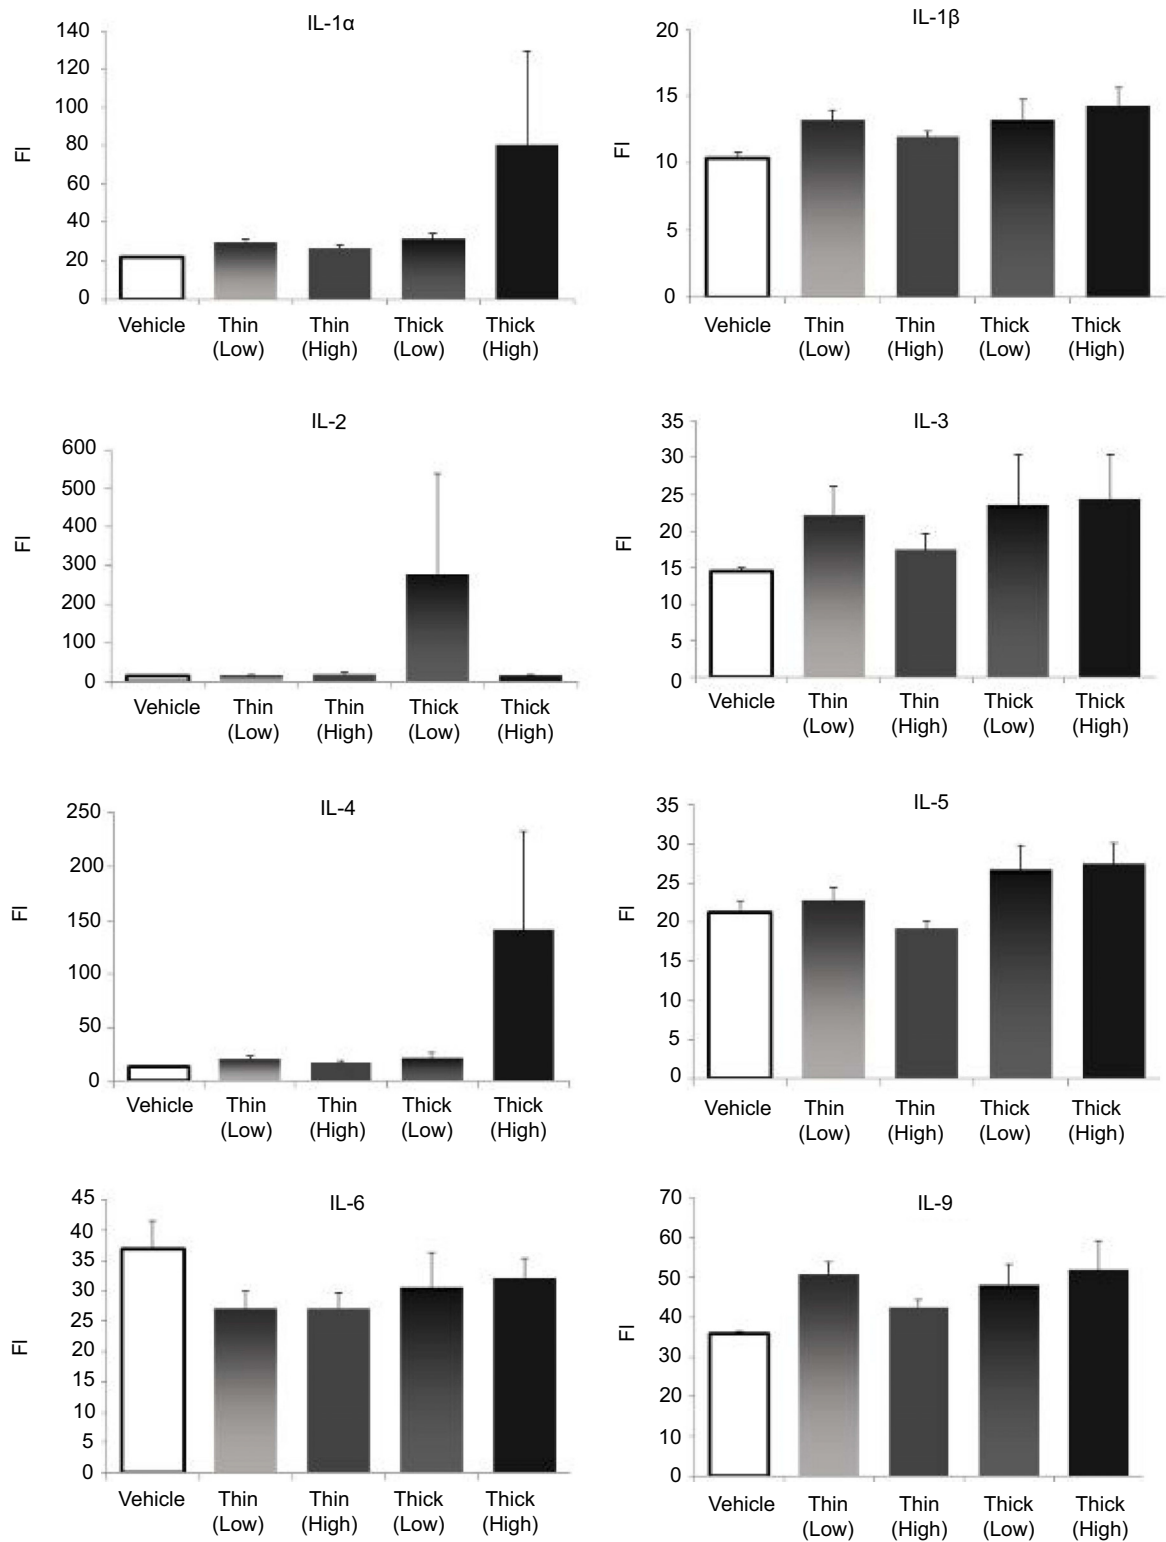 IL-1α
140
120
100
80
60
40
20
0
FI
Vehicle Thin Thin Thick Thick
(Low) (High) (Low) (High)
IL-1β
20
15
10
5
0
FI
Vehicle Thin Thin Thick Thick
(Low) (High) (Low) (High)
IL-2
600
500
400
300
200
100
0
FI
Vehicle Thin Thin Thick Thick
(Low) (High) (Low) (High)
IL-3
35
30
25
20
15
10
5
0
FI
Vehicle Thin Thin Thick Thick
(Low) (High) (Low) (High)
IL-4
250
200
150
100
50
0
FI
Vehicle Thin Thin Thick Thick
(Low) (High) (Low) (High)
IL-5
35
30
25
20
15
10
5
0
FI
Vehicle Thin Thin Thick Thick
(Low) (High) (Low) (High)
IL-6
45
40
35
30
25
20
15
10
5
0
FI
Vehicle Thin Thin Thick Thick
(Low) (High) (Low) (High)
IL-9
70
60
50
40
30
20
10
0
FI
Vehicle Thin Thin Thick Thick
(Low) (High) (Low) (High)